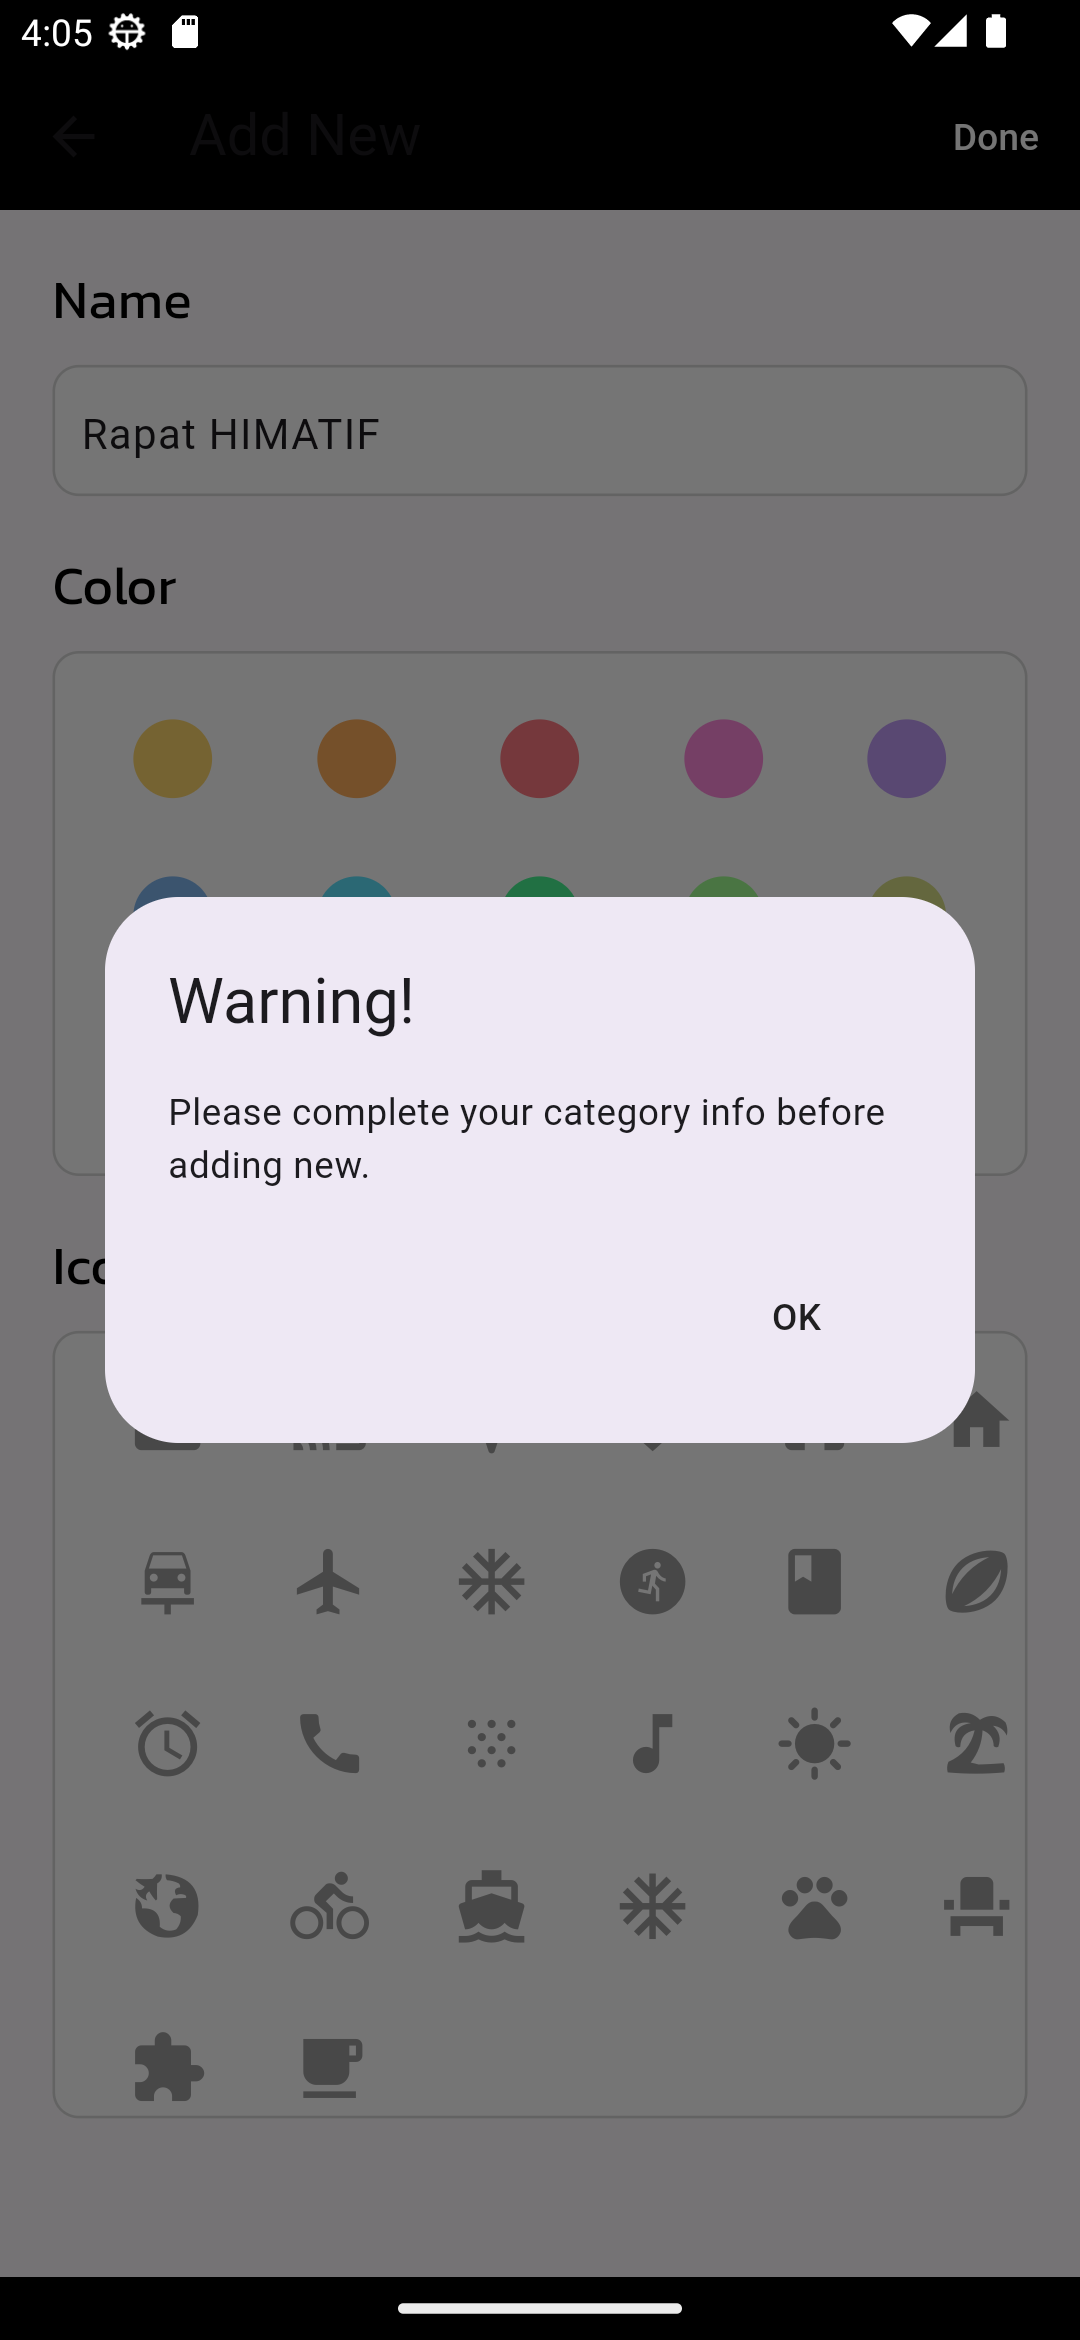 4:05
Add New
Done
Name
Rapat HIMATIF
Color
Warning!
Please complete your category info before
adding new.
OK